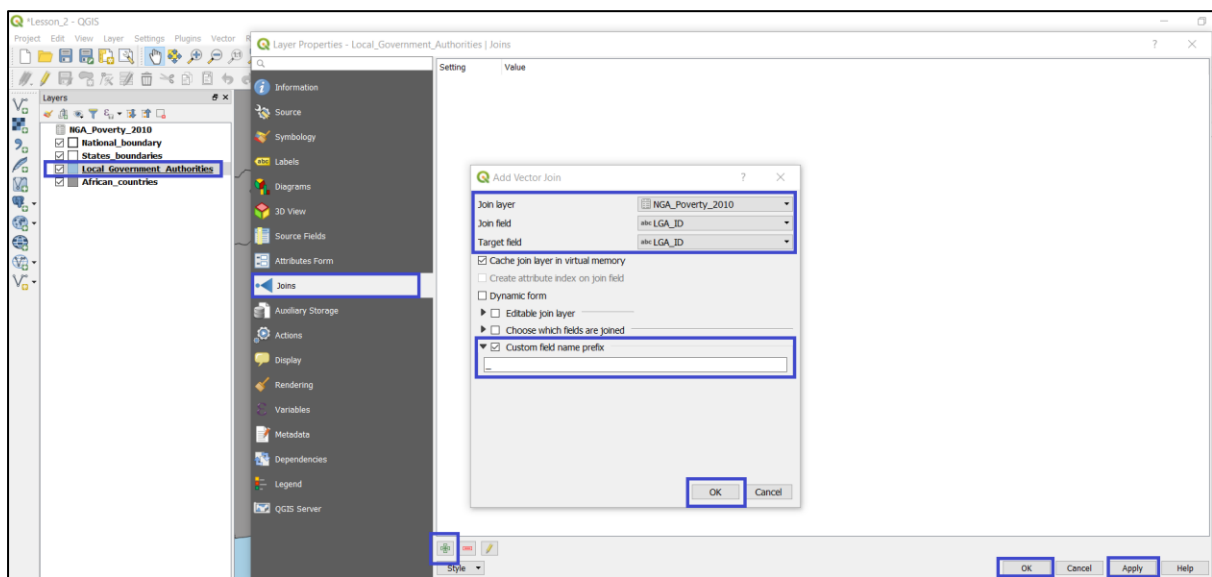 *Lesson_2 - QGIS
Project Edit View Layer Settings Plugins Vector
Layers
NGA_Poverty_2010
National_boundary
States_boundaries
Local_Government_Authorities
African_countries
Layer Properties - Local_Government_Authorities | Joins
Information
Source
Symbology
abc Labels
Diagrams
3D View
Source Fields
Attributes Form
Joins
Auxiliary Storage
Actions
Display
Rendering
Variables
Metadata
Dependencies
Legend
QGIS Server
Setting Value
Add Vector Join
Join layer NGA_Poverty_2010
Join field abc LGA_ID
Target field abc LGA_ID
Cache join layer in virtual memory
Create attribute index on join field
Dynamic form
Editable join layer
Choose which fields are joined
Custom field name prefix
_
OK Cancel
Style
OK Cancel Apply Help